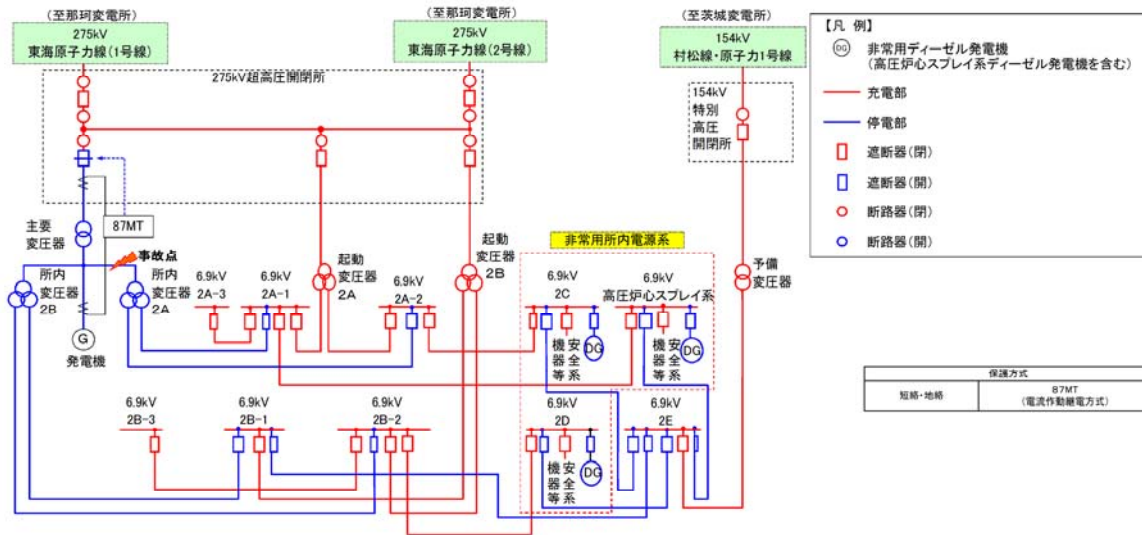 (至那珂変電所)
275kV
東海原子力線(1号線)
(至那珂変電所)
275kV
東海原子力線(2号線)
(至茨城変電所)
154kV
村松線・原子力1号線
275kV超高圧開閉所
154kV
特別
高圧
開閉所
【凡 例】
DG
非常用ディーゼル発電機
(高圧炉心スプレイ系ディーゼル発電機を含む)
充電部
停電部
遮断器(閉)
遮断器(開)
断路器(閉)
断路器(開)
主要
変圧器
87MT
事故点
所内
変圧器
2B
所内
変圧器
2A
G
発電機
起動
変圧器
2A
起動
変圧器
2B
予備
変圧器
非常用所内電源系
6.9kV
2A-3
6.9kV
2A-1
6.9kV
2A-2
6.9kV
2C
6.9kV
高圧炉心スプレイ系
安全系
機器等
DG
安全系
機器等
DG
6.9kV
2B-3
6.9kV
2B-1
6.9kV
2B-2
6.9kV
2D
6.9kV
2E
安全系
機器等
DG
保護方式
短絡・地絡
87MT
(電流作動継電方式)